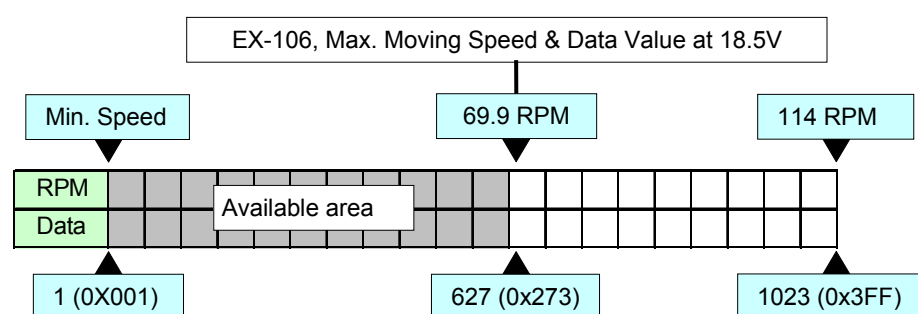 EX-106, Max. Moving Speed & Data Value at 18.5V
Min. Speed
69.9 RPM
114 RPM
RPM
Data
Available area
1 (0X001)
627 (0x273)
1023 (0x3FF)